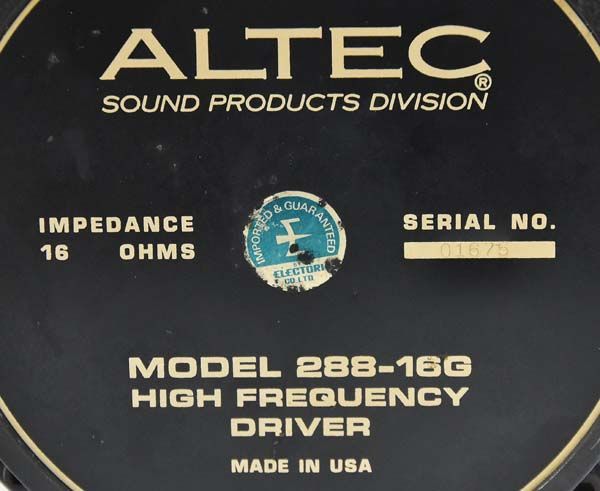 ALTEC®
SOUND PRODUCTS DIVISION
IMPORTED & GUARANTEED
ELECTORI
CO.LTD.
IMPEDANCE
16 OHMS
SERIAL NO.
01675
MODEL 288-16G
HIGH FREQUENCY
DRIVER
MADE IN USA